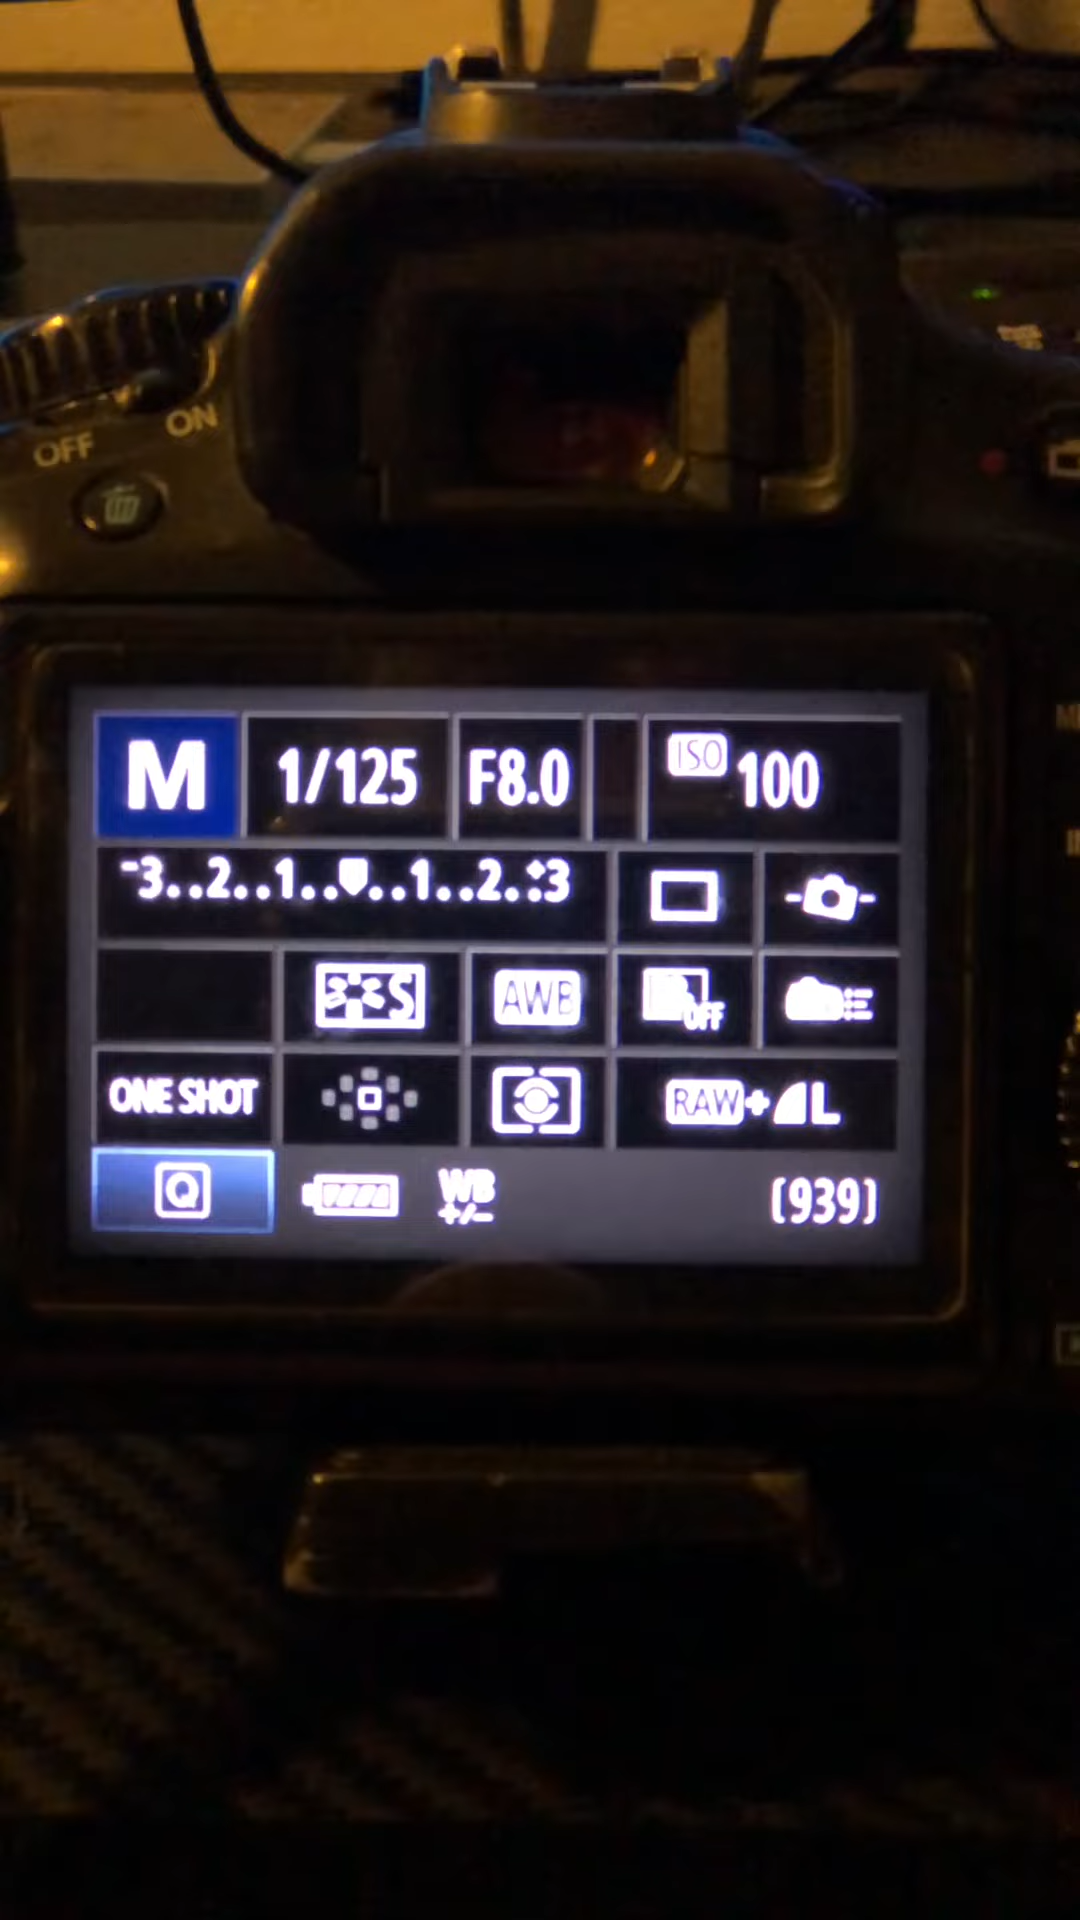 OFF ON
M 1/125 F8.0 ISO 100
-3..2..1....1..2..+3
S AWB OFF
ONE SHOT RAW+L
Q WB +/- [939]